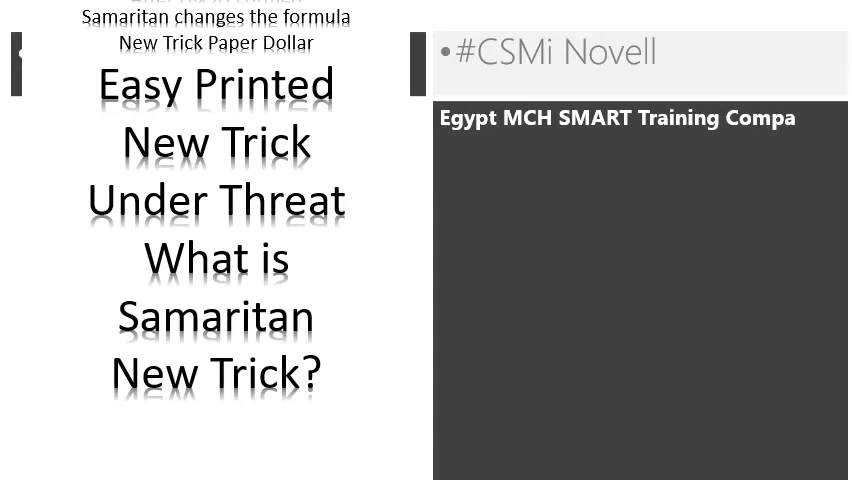 Samaritan changes the formula
New Trick Paper Dollar
Easy Printed
New Trick
Under Threat
What is
Samaritan
New Trick?
•#CSMi Novell
Egypt MCH SMART Training Compa